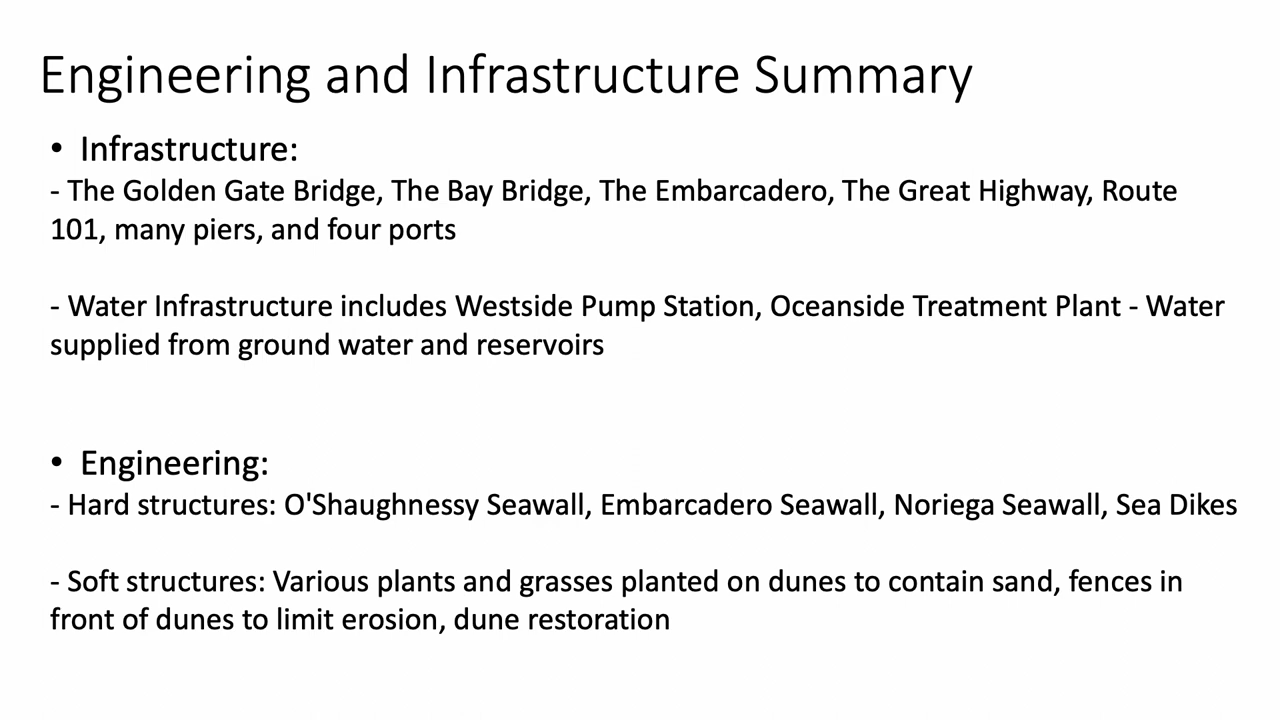 Engineering and Infrastructure Summary
• Infrastructure:
- The Golden Gate Bridge, The Bay Bridge, The Embarcadero, The Great Highway, Route
101, many piers, and four ports
- Water Infrastructure includes Westside Pump Station, Oceanside Treatment Plant - Water
supplied from ground water and reservoirs
• Engineering:
- Hard structures: O'Shaughnessy Seawall, Embarcadero Seawall, Noriega Seawall, Sea Dikes
- Soft structures: Various plants and grasses planted on dunes to contain sand, fences in
front of dunes to limit erosion, dune restoration